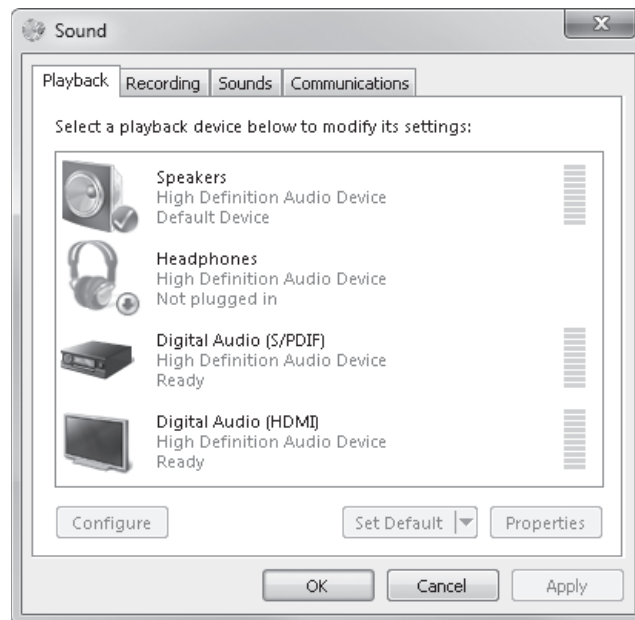 Sound
Playback
Recording
Sounds
Communications
Select a playback device below to modify its settings:
Speakers
High Definition Audio Device
Default Device
Headphones
High Definition Audio Device
Not plugged in
Digital Audio (S/PDIF)
High Definition Audio Device
Ready
Digital Audio (HDMI)
High Definition Audio Device
Ready
Configure
Set Default
Properties
OK
Cancel
Apply